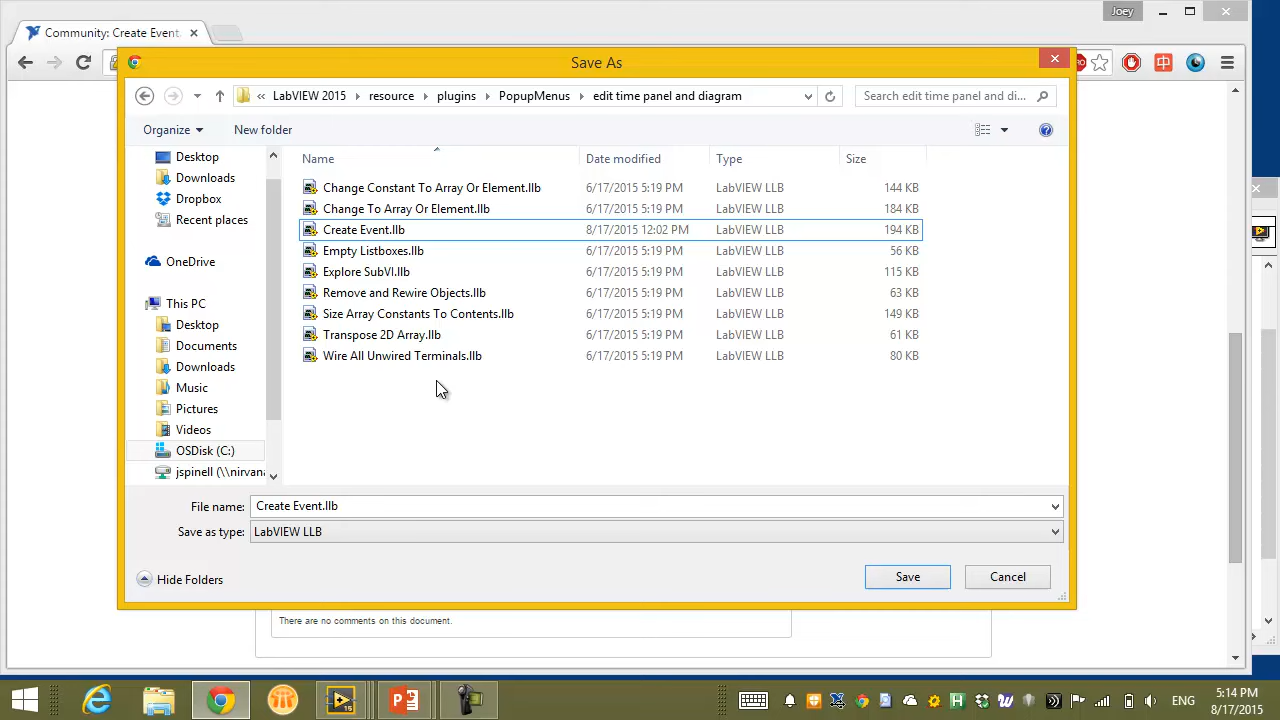 Joey
Community: Create Event
Save As
« LabVIEW 2015 resource plugins PopupMenus edit time panel and diagram
Search edit time panel and di...
Organize New folder
Name Date modified Type Size
Desktop
Downloads
Dropbox
Recent places
OneDrive
This PC
Desktop
Documents
Downloads
Music
Pictures
Videos
OSDisk (C:)
jspinell (\\nirvana
Change Constant To Array Or Element.llb 6/17/2015 5:19 PM LabVIEW LLB 144 KB
Change To Array Or Element.llb 6/17/2015 5:19 PM LabVIEW LLB 184 KB
Create Event.llb 8/17/2015 12:02 PM LabVIEW LLB 194 KB
Empty Listboxes.llb 6/17/2015 5:19 PM LabVIEW LLB 56 KB
Explore SubVI.llb 6/17/2015 5:19 PM LabVIEW LLB 115 KB
Remove and Rewire Objects.llb 6/17/2015 5:19 PM LabVIEW LLB 63 KB
Size Array Constants To Contents.llb 6/17/2015 5:19 PM LabVIEW LLB 149 KB
Transpose 2D Array.llb 6/17/2015 5:19 PM LabVIEW LLB 61 KB
Wire All Unwired Terminals.llb 6/17/2015 5:19 PM LabVIEW LLB 80 KB
File name: Create Event.llb
Save as type: LabVIEW LLB
Hide Folders Save Cancel
There are no comments on this document.
ENG
5:14 PM
8/17/2015